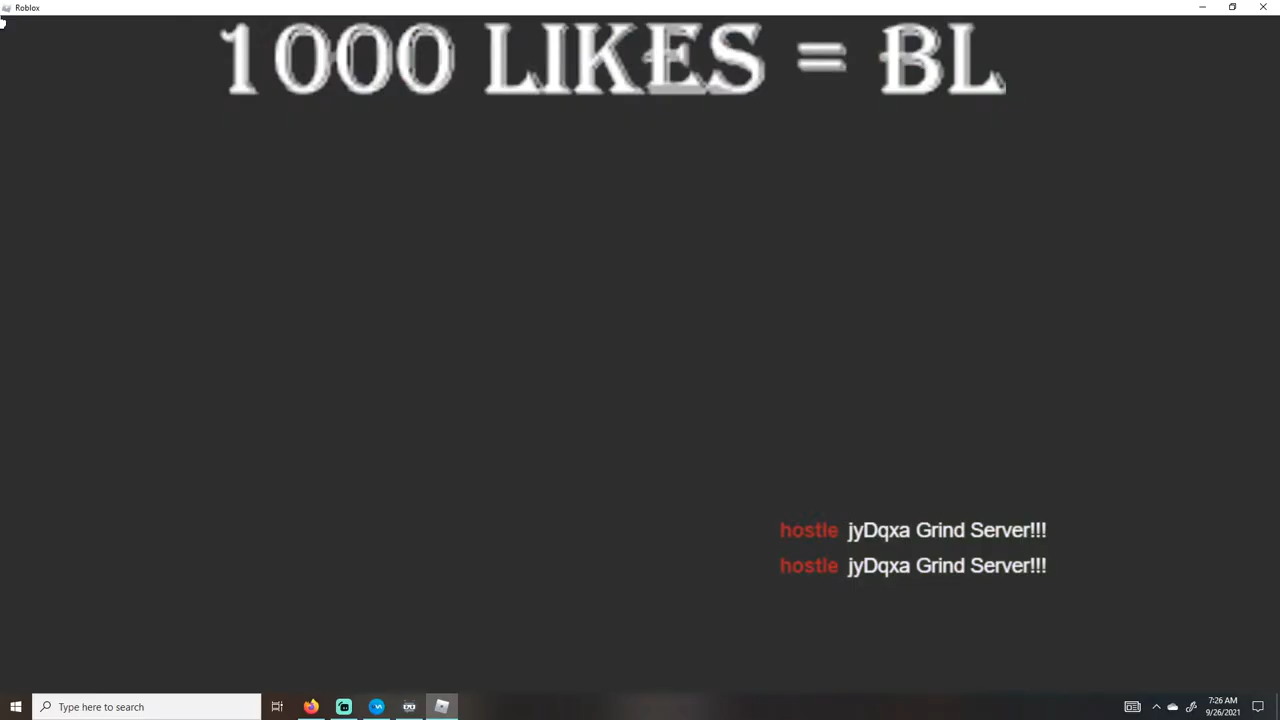 Roblox
1000 LIKES = BL
hostle jyDqxa Grind Server!!!
hostle jyDqxa Grind Server!!!
Type here to search
7:26 AM
9/26/2021